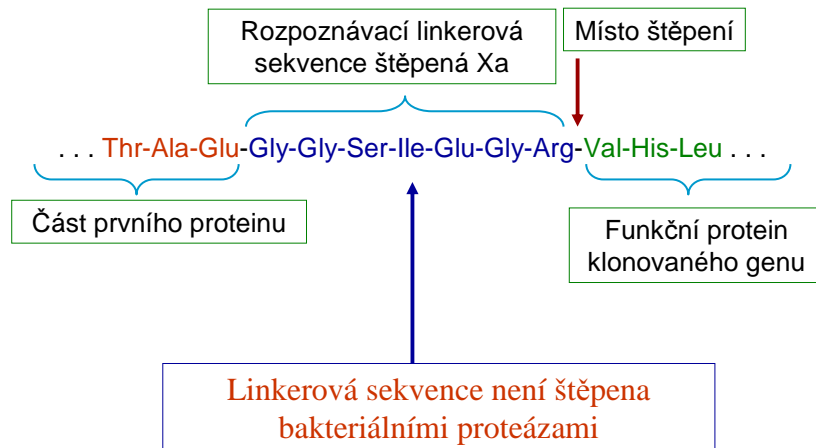 Rozpoznávací linkerová
sekvence štěpená Xa
Místo štěpení
. . . Thr-Ala-Glu-Gly-Gly-Ser-Ile-Glu-Gly-Arg-Val-His-Leu . . .
Část prvního proteinu
Funkční protein
klonovaného genu
Linkerová sekvence není štěpena
bakteriálními proteázami